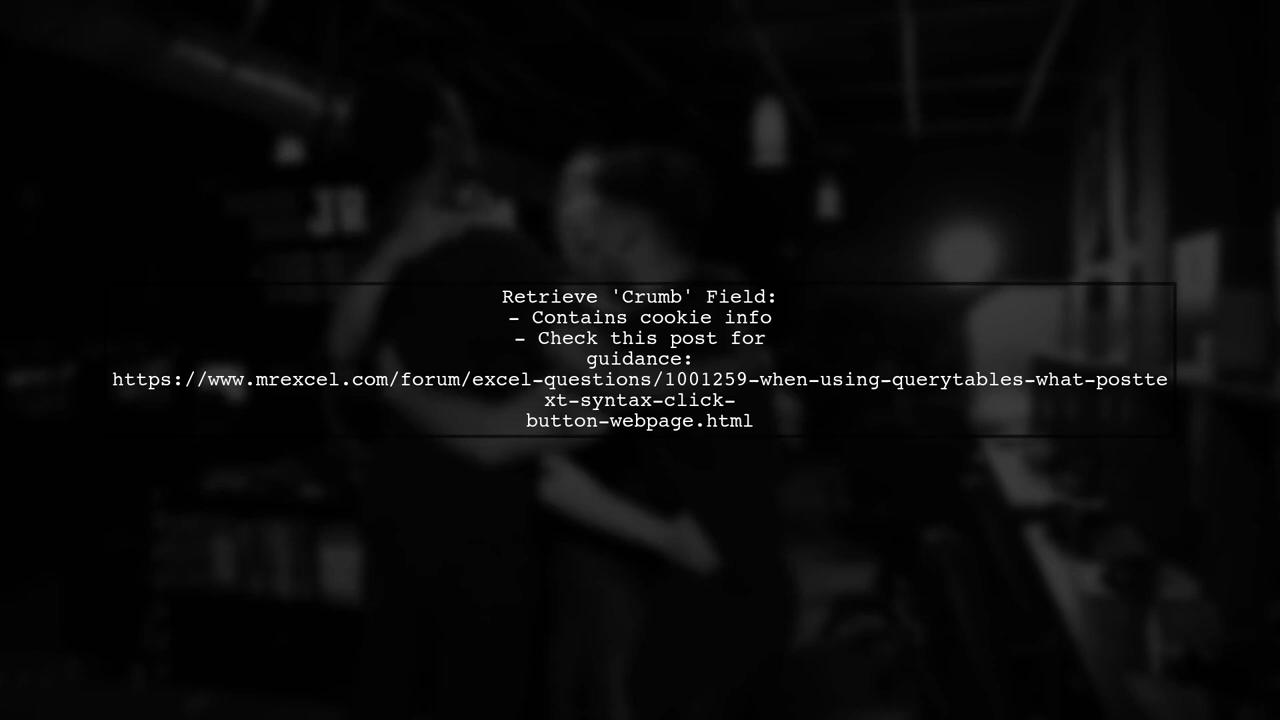 Retrieve 'Crumb' Field:
- Contains cookie info
- Check this post for
guidance:
https://www.mrexcel.com/forum/excel-questions/1001259-when-using-querytables-what-postte
xt-syntax-click-
button-webpage.html